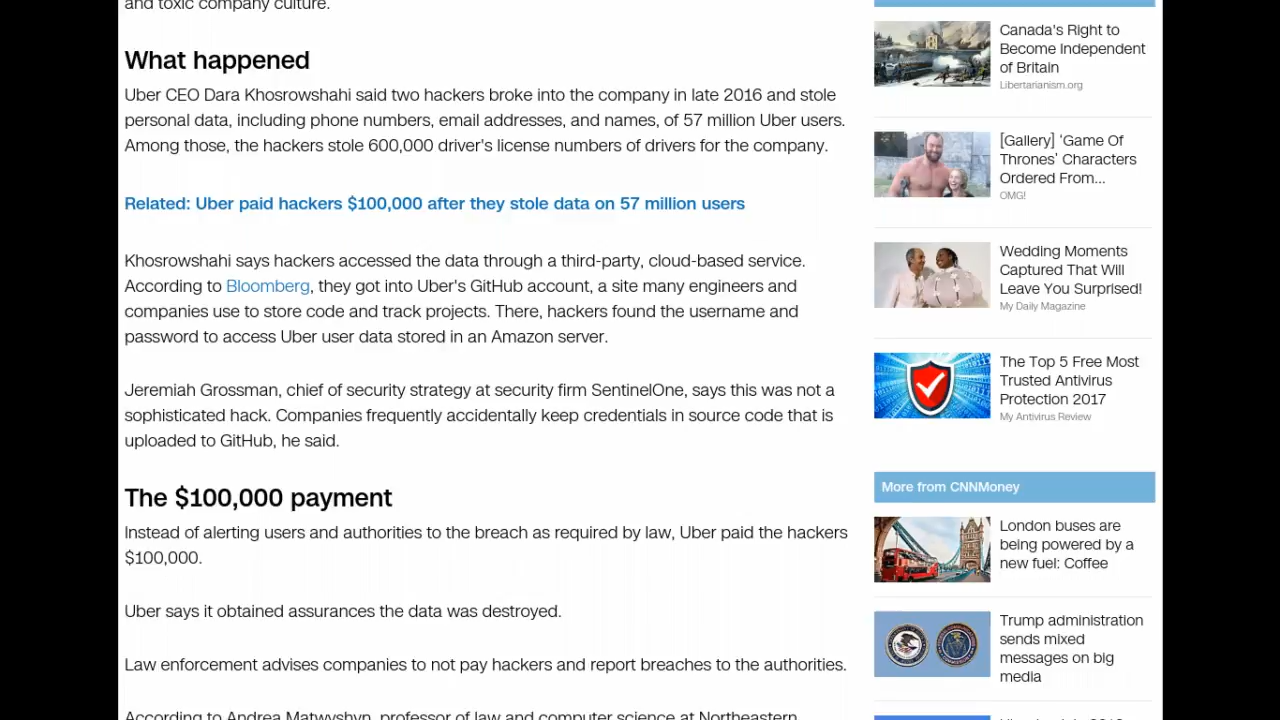 and toxic company culture.
What happened
Uber CEO Dara Khosrowshahi said two hackers broke into the company in late 2016 and stole
personal data, including phone numbers, email addresses, and names, of 57 million Uber users.
Among those, the hackers stole 600,000 driver's license numbers of drivers for the company.
Related: Uber paid hackers $100,000 after they stole data on 57 million users
Khosrowshahi says hackers accessed the data through a third-party, cloud-based service.
According to Bloomberg, they got into Uber's GitHub account, a site many engineers and
companies use to store code and track projects. There, hackers found the username and
password to access Uber user data stored in an Amazon server.
Jeremiah Grossman, chief of security strategy at security firm SentinelOne, says this was not a
sophisticated hack. Companies frequently accidentally keep credentials in source code that is
uploaded to GitHub, he said.
The $100,000 payment
Instead of alerting users and authorities to the breach as required by law, Uber paid the hackers
$100,000.
Uber says it obtained assurances the data was destroyed.
Law enforcement advises companies to not pay hackers and report breaches to the authorities.
According to Andrea Matwyshyn, professor of law and computer science at Northeastern
Canada's Right to
Become Independent
of Britain
Libertarianism.org
[Gallery] 'Game Of
Thrones' Characters
Ordered From...
OMG!
Wedding Moments
Captured That Will
Leave You Surprised!
My Daily Magazine
The Top 5 Free Most
Trusted Antivirus
Protection 2017
My Antivirus Review
More from CNNMoney
London buses are
being powered by a
new fuel: Coffee
Trump administration
sends mixed
messages on big
media